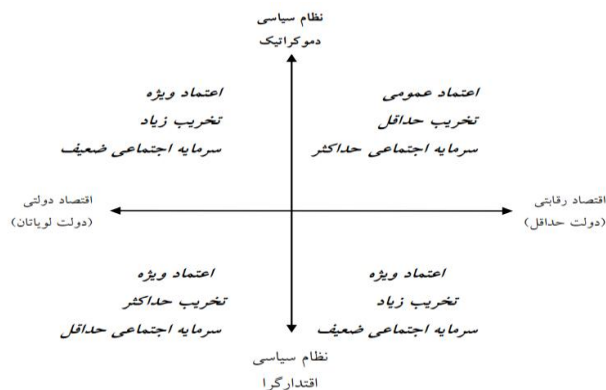 نظام سیاسی
دموکراتیک
اعتماد عمومی
تخریب حداقل
سرمایه اجتماعی حداکثر
اعتماد ویژه
تخریب زیاد
سرمایه اجتماعی ضعیف
اقتصاد رقابتی
(دولت حداقل)
اقتصاد دولتی
(دولت لویاتان)
اعتماد ویژه
تخریب زیاد
سرمایه اجتماعی ضعیف
اعتماد ویژه
تخریب حداکثر
سرمایه اجتماعی حداقل
نظام سیاسی
اقتدارگرا